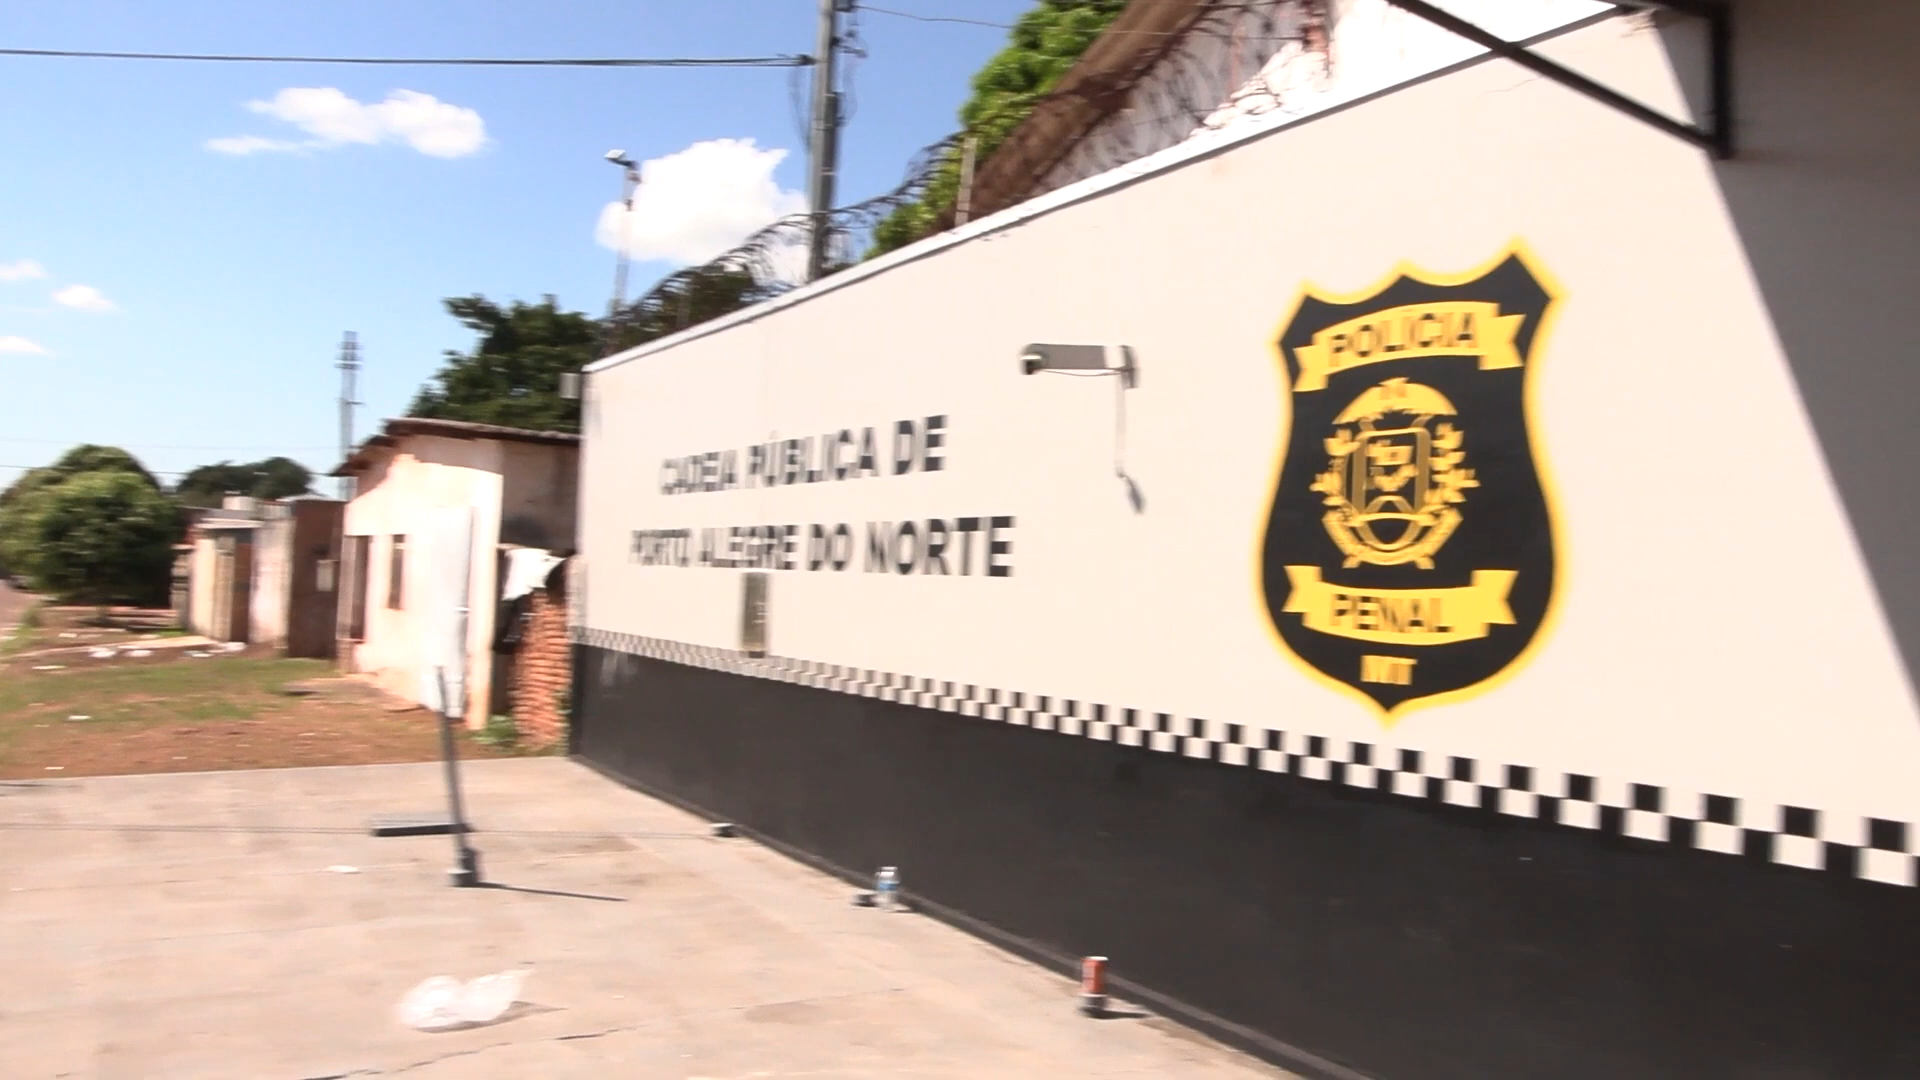 CADEIA PÚBLICA DE
PORTO ALEGRE DO NORTE
POLÍCIA
PENAL
MT